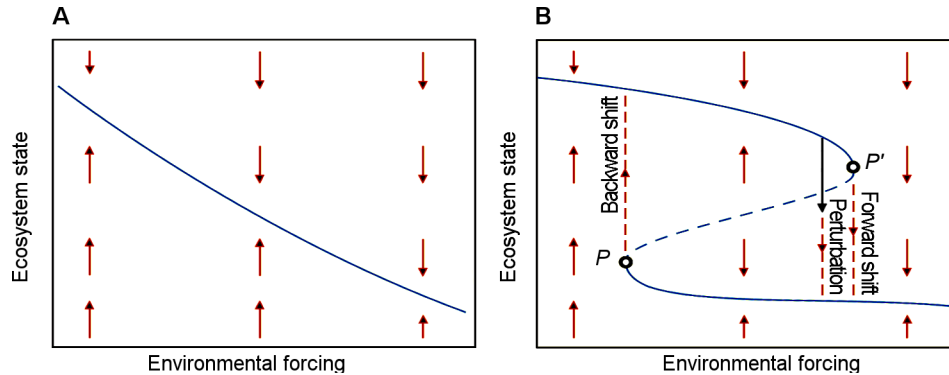 A
B
Ecosystem state
Environmental forcing
Ecosystem state
Backward shift
P
P'
Perturbation
Forward shift
Environmental forcing